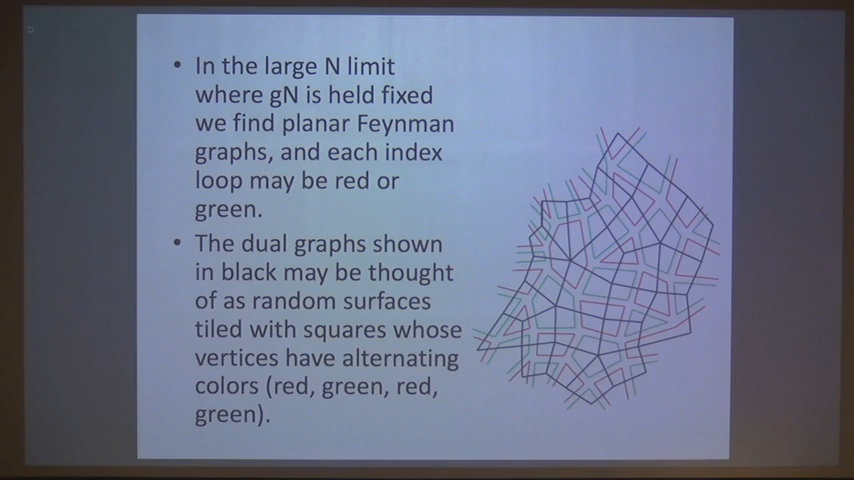 • In the large N limit
where gN is held fixed
we find planar Feynman
graphs, and each index
loop may be red or
green.
• The dual graphs shown
in black may be thought
of as random surfaces
tiled with squares whose
vertices have alternating
colors (red, green, red,
green).